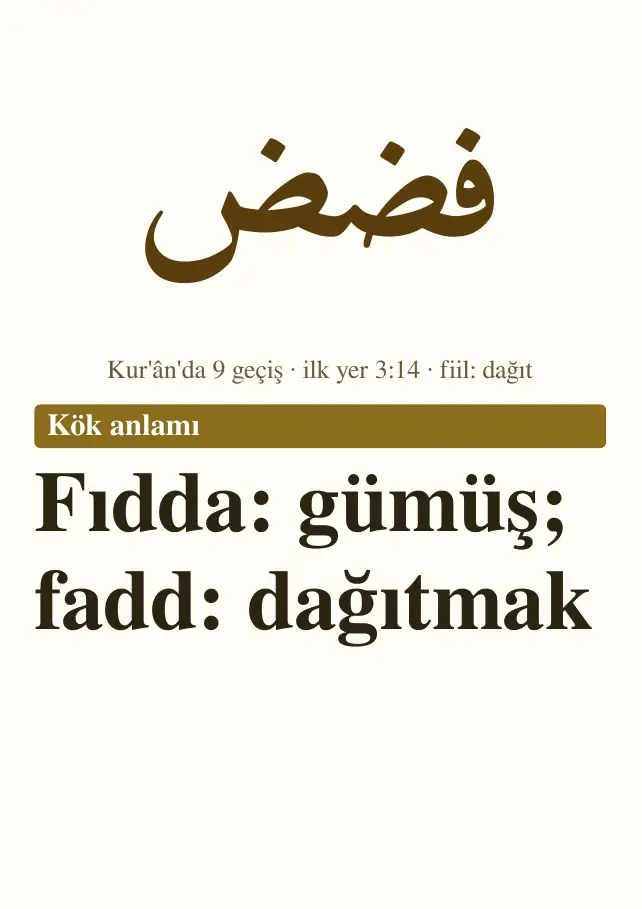 فضض
Kur'ân'da 9 geçiş · ilk yer 3:14 · fiil: dağıt
Kök anlamı
Fıdda: gümüş;
fadd: dağıtmak